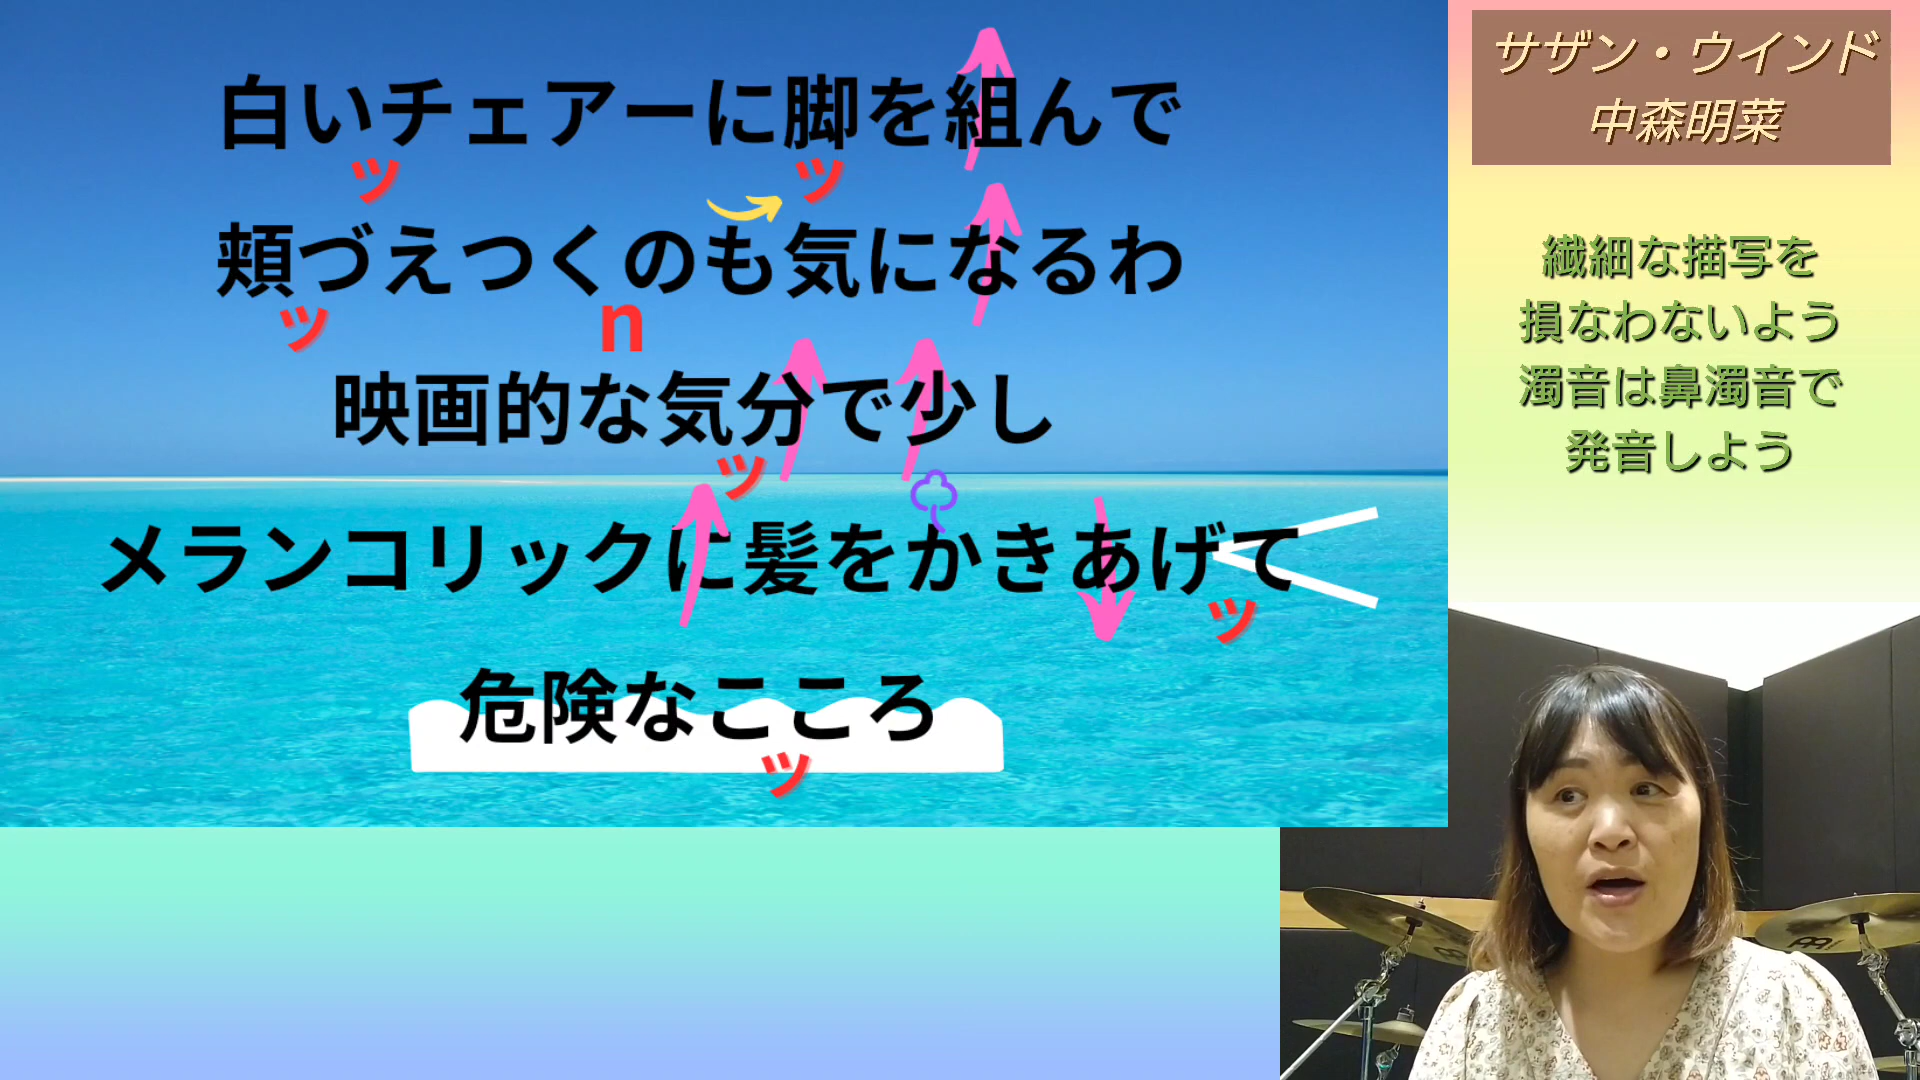 白いチェアーに脚を組んで
ッ ッ
頬づえつくのも気になるわ
ッ n
映画的な気分で少し
ッ
メランコリックに髪をかきあげて
ッ
危険なこころ
ッ
サザン・ウインド
中森明菜
繊細な描写を
損なわないよう
濁音は鼻濁音で
発音しよう